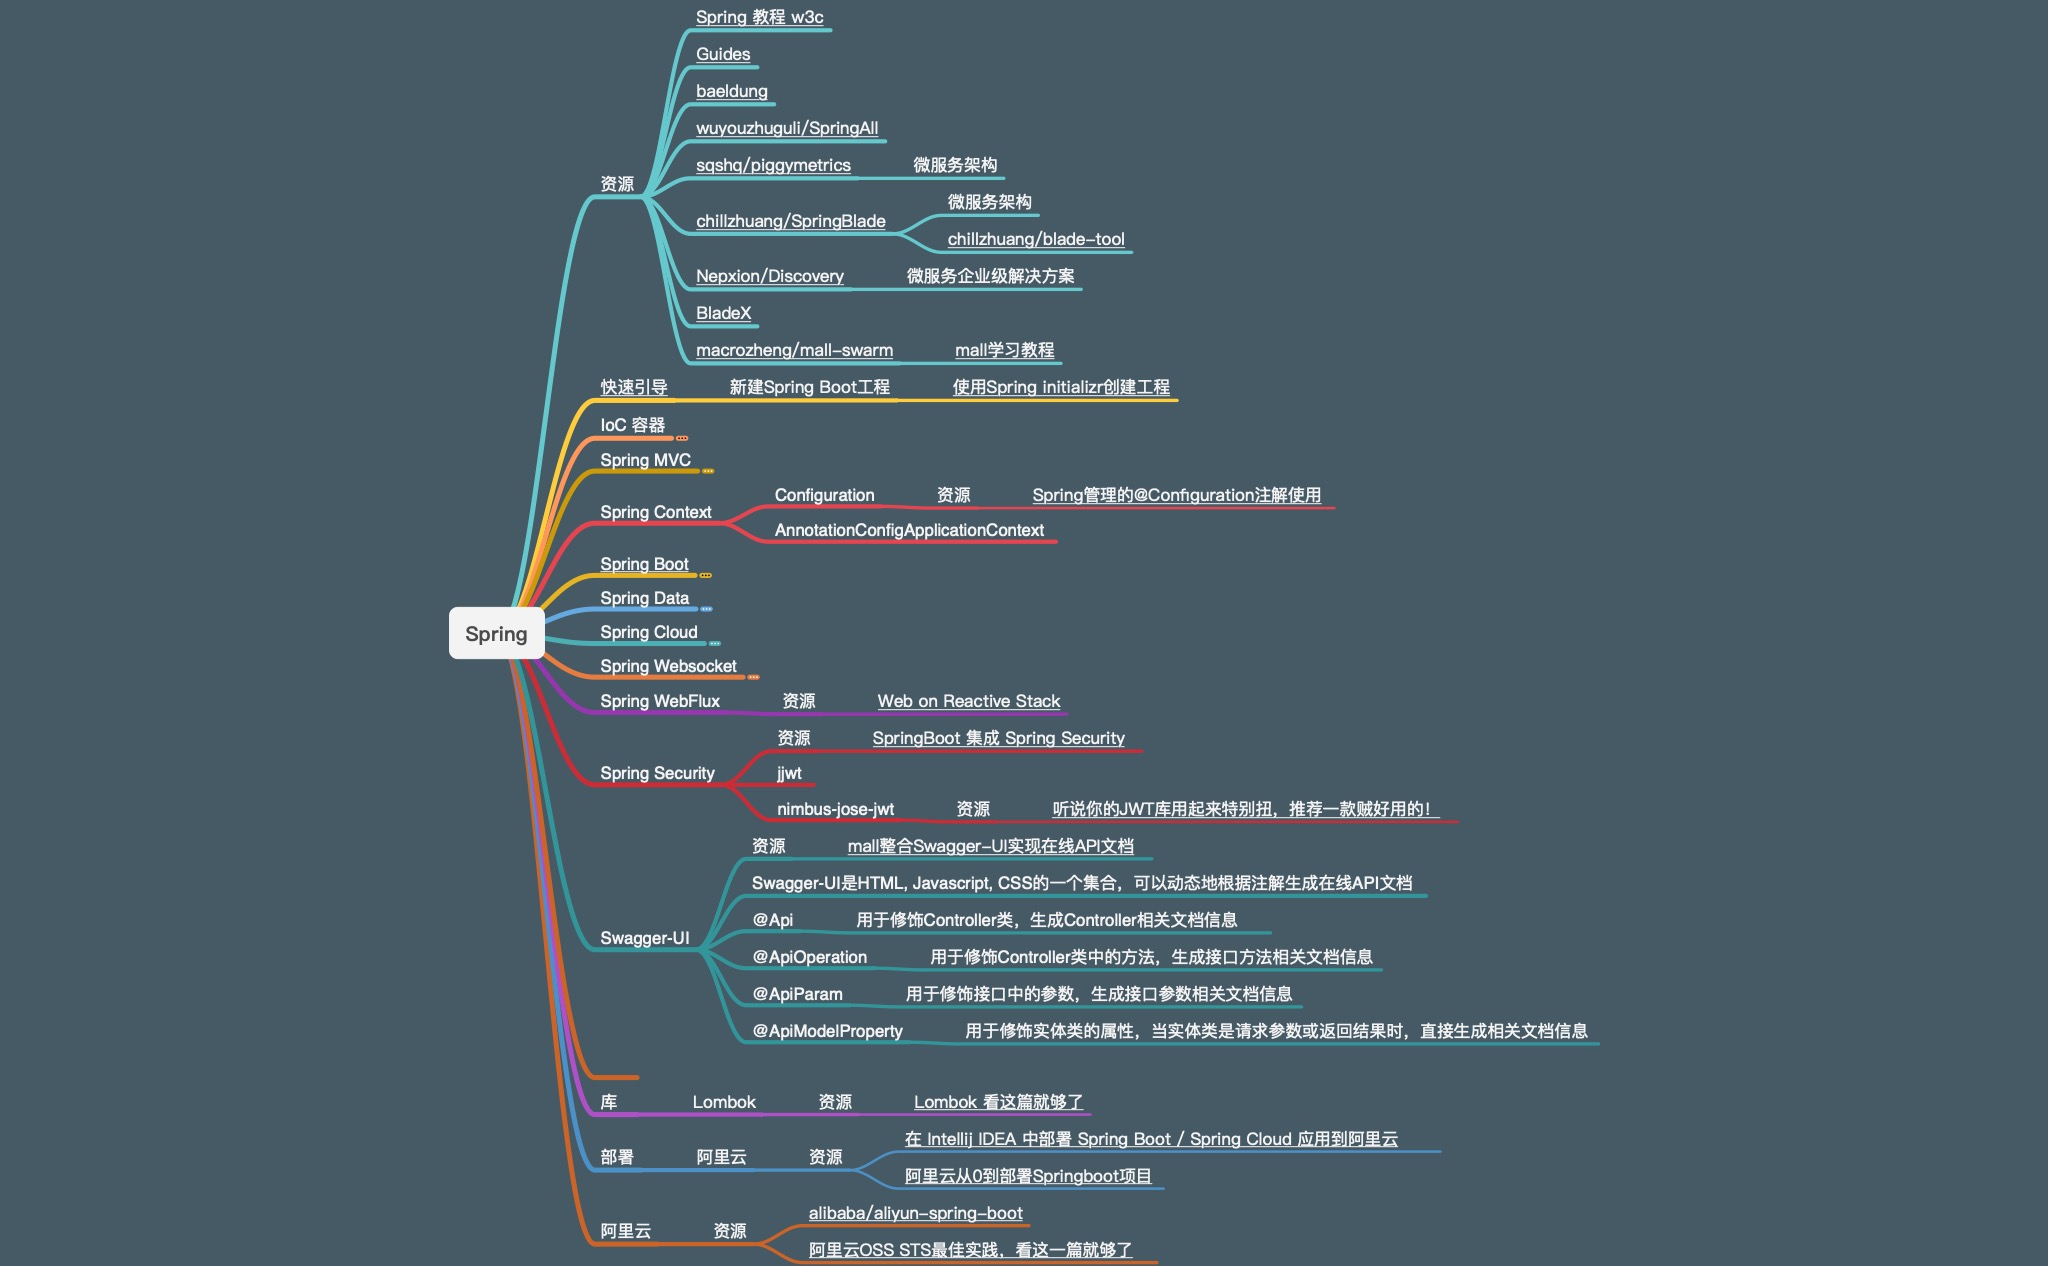 Spring 教程 w3c
Guides
baeldung
wuyouzhuguli/SpringAll
sqshq/piggymetrics 微服务架构
资源
微服务架构
chillzhuang/SpringBlade
chillzhuang/blade-tool
Nepxion/Discovery 微服务企业级解决方案
BladeX
macrozheng/mall-swarm mall学习教程
快速引导 新建Spring Boot工程 使用Spring initializr创建工程
IoC 容器
Spring MVC
Configuration 资源 Spring管理的@Configuration注解使用
Spring Context
AnnotationConfigApplicationContext
Spring Boot
Spring Data
Spring Cloud
Spring
Spring Websocket
Spring WebFlux 资源 Web on Reactive Stack
资源 SpringBoot 集成 Spring Security
Spring Security jjwt
nimbus-jose-jwt 资源 听说你的JWT库用起来特别扭，推荐一款贼好用的！
资源 mall整合Swagger-UI实现在线API文档
Swagger-UI是HTML, Javascript, CSS的一个集合，可以动态地根据注解生成在线API文档
@Api 用于修饰Controller类，生成Controller相关文档信息
Swagger-UI
@ApiOperation 用于修饰Controller类中的方法，生成接口方法相关文档信息
@ApiParam 用于修饰接口中的参数，生成接口参数相关文档信息
@ApiModelProperty 用于修饰实体类的属性，当实体类是请求参数或返回结果时，直接生成相关文档信息
库 Lombok 资源 Lombok 看这篇就够了
在 Intellij IDEA 中部署 Spring Boot / Spring Cloud 应用到阿里云
部署 阿里云 资源
阿里云从0到部署Springboot项目
alibaba/aliyun-spring-boot
阿里云 资源
阿里云OSS STS最佳实践，看这一篇就够了